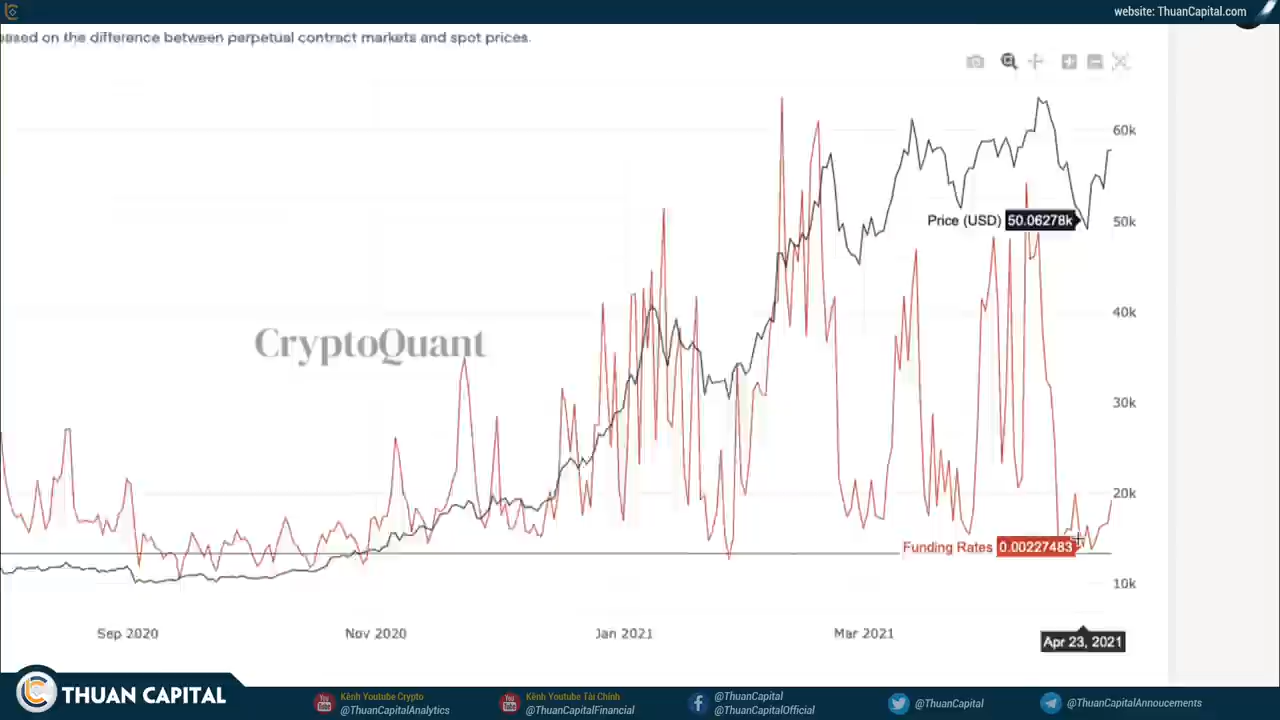 website: ThuanCapital.com
based on the difference between perpetual contract markets and spot prices.
60k
Price (USD) 50.06278k
50k
40k
CryptoQuant
30k
20k
Funding Rates 0.00227483
10k
Sep 2020
Nov 2020
Jan 2021
Mar 2021
Apr 23, 2021
THUAN CAPITAL
Kênh Youtube Crypto
@ThuanCapitalAnalytics
Kênh Youtube Tài Chính
@ThuanCapitalFinancial
@ThuanCapital
@ThuanCapitalOfficial
@ThuanCapital
@ThuanCapitalAnnoucements